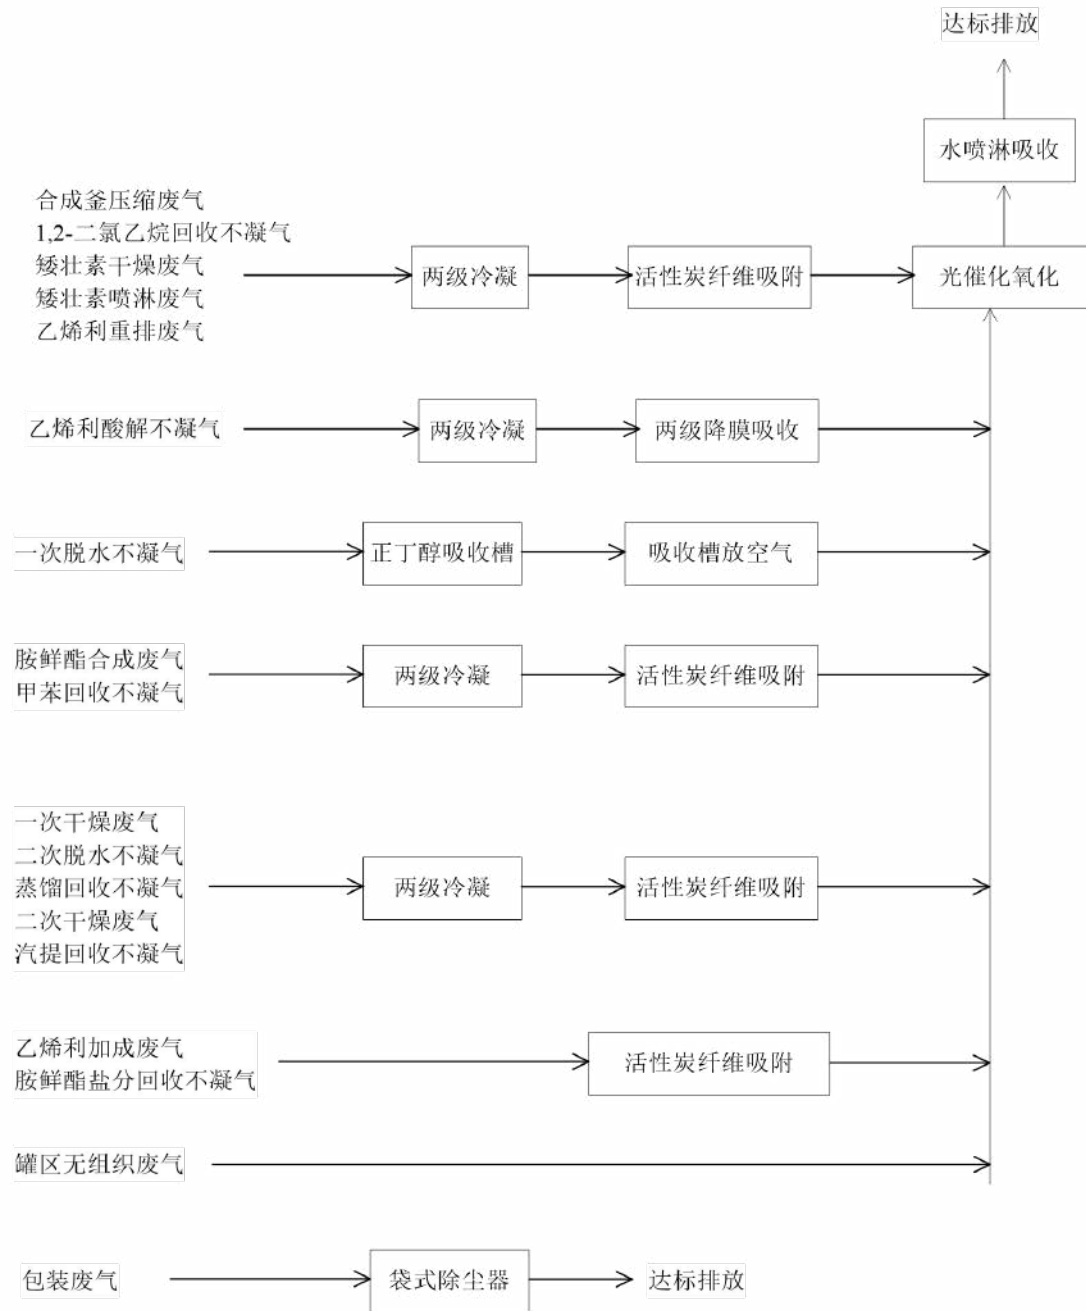 达标排放
水喷淋吸收
合成釜压缩废气
1,2-二氯乙烷回收不凝气
矮壮素干燥废气
矮壮素喷淋废气
乙烯利重排废气
两级冷凝
活性炭纤维吸附
光催化氧化
乙烯利酸解不凝气
两级冷凝
两级降膜吸收
一次脱水不凝气
正丁醇吸收槽
吸收槽放空气
胺鲜酯合成废气
甲苯回收不凝气
两级冷凝
活性炭纤维吸附
一次干燥废气
二次脱水不凝气
蒸馏回收不凝气
二次干燥废气
汽提回收不凝气
两级冷凝
活性炭纤维吸附
乙烯利加成废气
胺鲜酯盐分回收不凝气
活性炭纤维吸附
罐区无组织废气
包装废气
袋式除尘器
达标排放